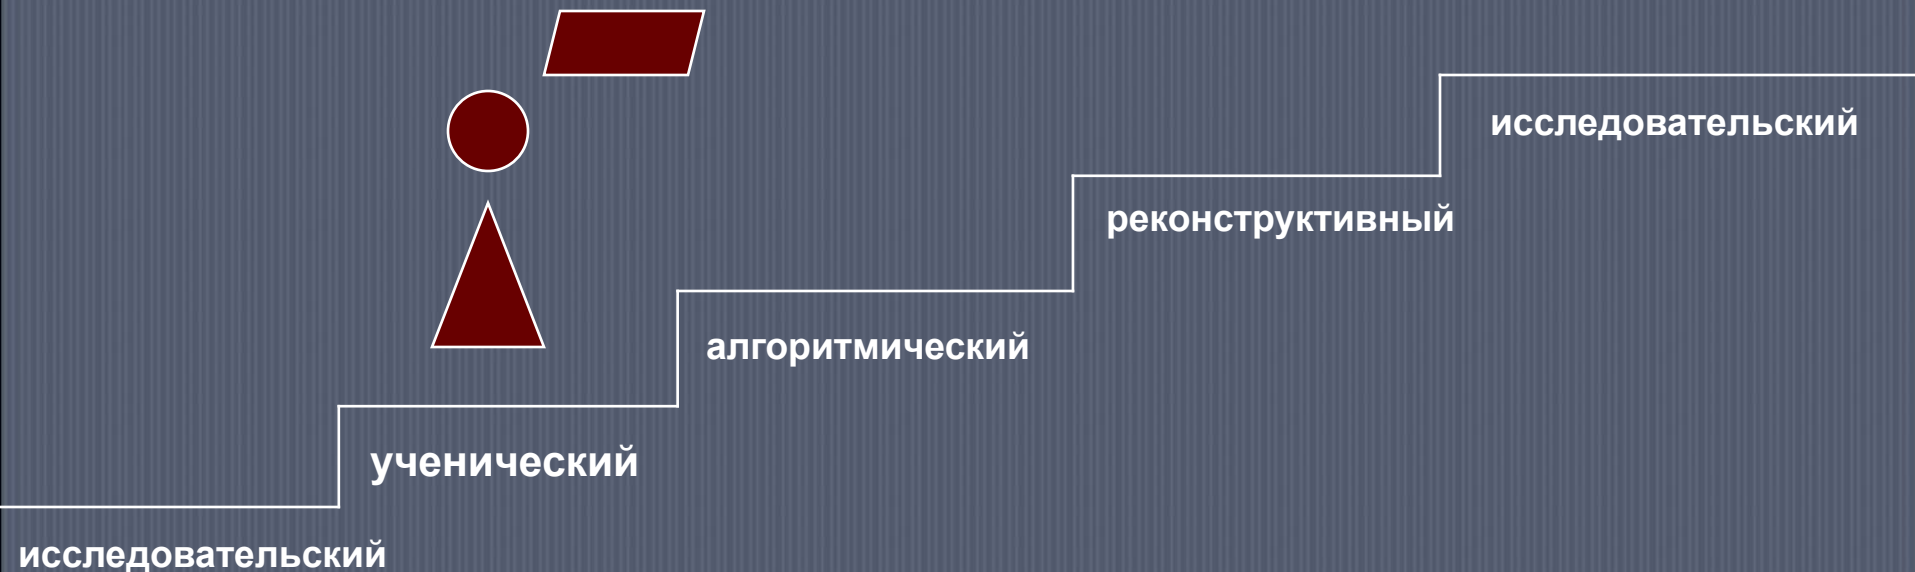 исследовательский
реконструктивный
алгоритмический
ученический
исследовательский